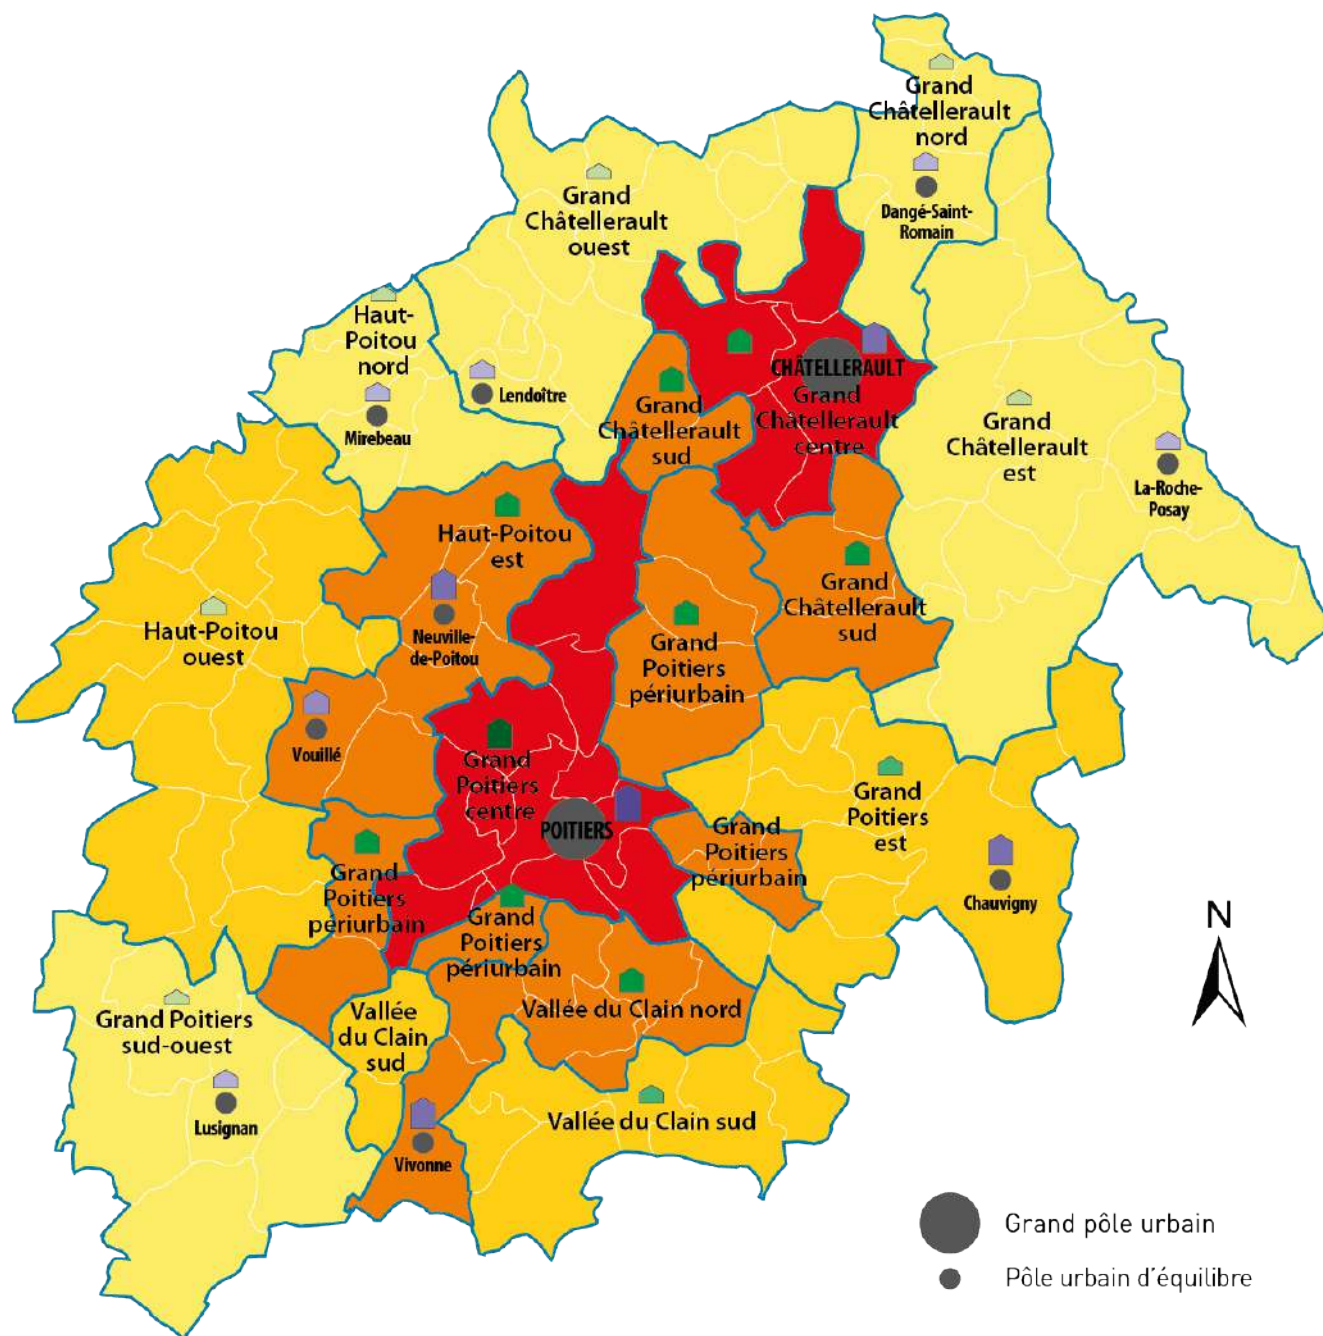 Grand
Châtellerault
nord
Dangé-Saint-
Romain
Grand
Châtellerault
ouest
Haut-
Poitou
nord
Lendoître
Mirebeau
CHÂTELLERAULT
Grand
Châtellerault
centre
Grand
Châtellerault
sud
Grand
Châtellerault
est
La-Roche-
Posay
Haut-Poitou
est
Neuville-
de-Poitou
Haut-Poitou
ouest
Grand
Châtellerault
sud
Grand
Poitiers
périurbain
Vouillé
Grand
Poitiers
centre
POITIERS
Grand
Poitiers
est
Grand
Poitiers
périurbain
Chauvigny
Grand
Poitiers
périurbain
Grand
Poitiers
périurbain
Vallée du Clain nord
Vallée
du Clain
sud
Grand Poitiers
sud-ouest
Lusignan
Vallée du Clain sud
Vivonne
N
Grand pôle urbain
Pôle urbain d'équilibre